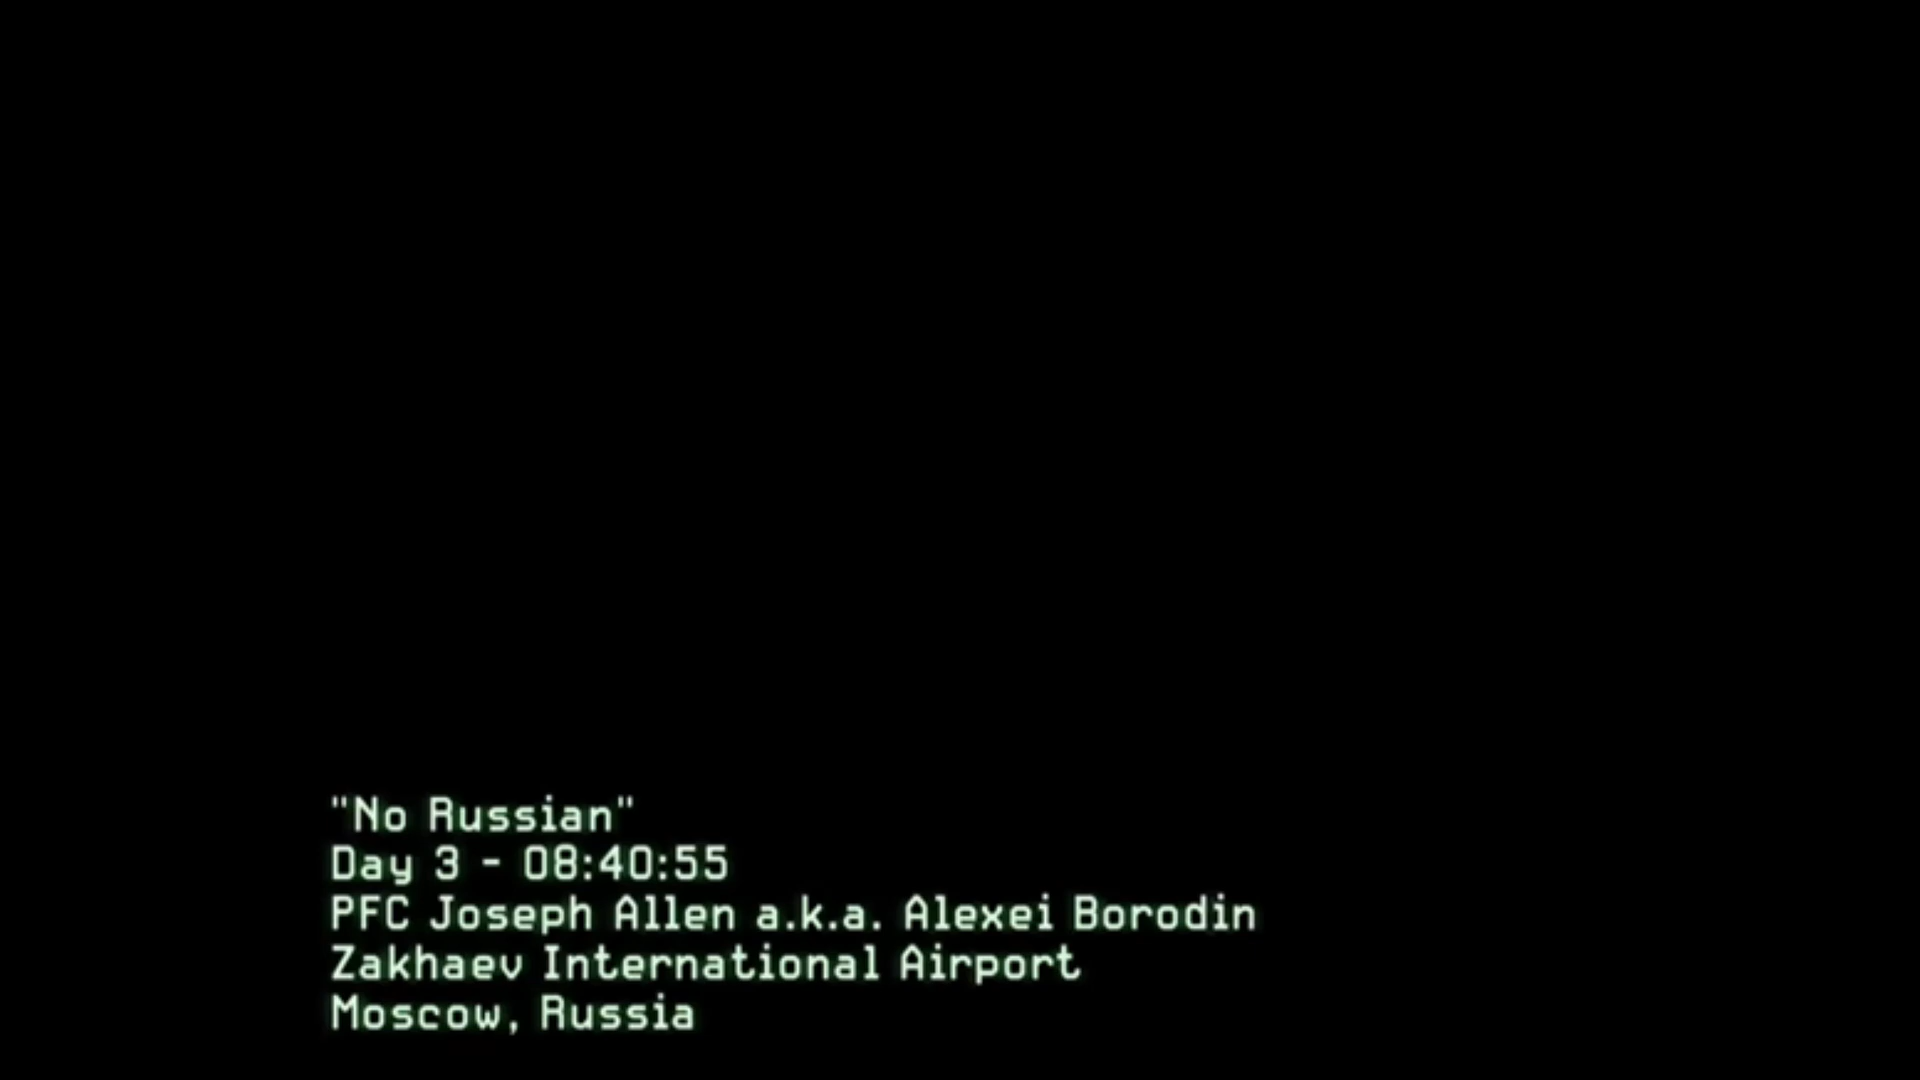 "No Russian"
Day 3 - 08:40:55
PFC Joseph Allen a.k.a. Alexei Borodin
Zakhaev International Airport
Moscow, Russia